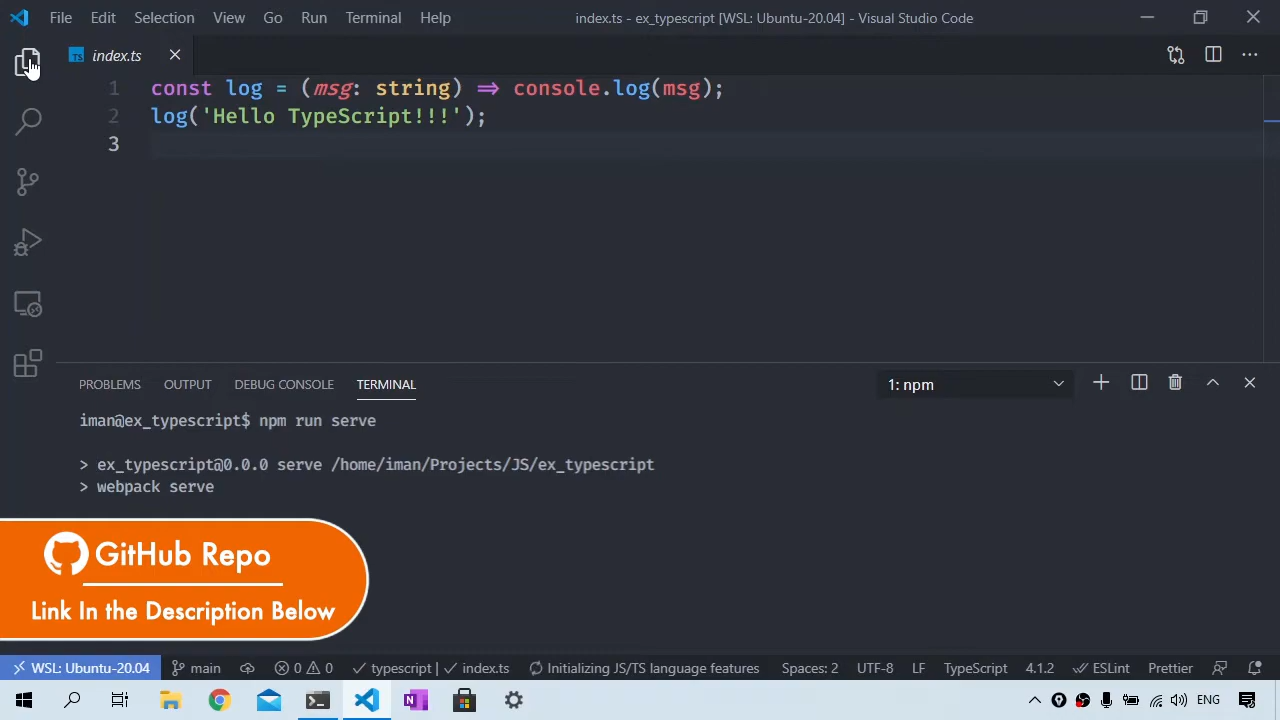 File Edit Selection View Go Run Terminal Help
index.ts - ex_typescript [WSL: Ubuntu-20.04] - Visual Studio Code
TS index.ts
1 const log = (msg: string) => console.log(msg);
2 log('Hello TypeScript!!!');
3
PROBLEMS OUTPUT DEBUG CONSOLE TERMINAL
1: npm
iman@ex_typescript$ npm run serve
> ex_typescript@0.0.0 serve /home/iman/Projects/JS/ex_typescript
> webpack serve
GitHub Repo
Link In the Description Below
WSL: Ubuntu-20.04 main 0 0 typescript | index.ts Initializing JS/TS language features Spaces: 2 UTF-8 LF TypeScript 4.1.2 ESLint Prettier
N ENG